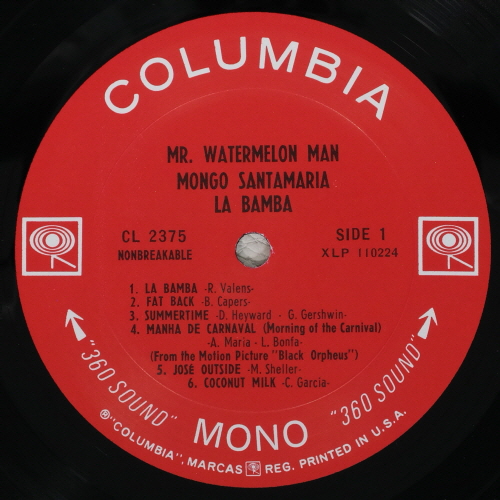 COLUMBIA
MR. WATERMELON MAN
MONGO SANTAMARIA
LA BAMBA
CL 2375
NONBREAKABLE
SIDE 1
XLP 110224
1. LA BAMBA -R. Valens-
2. FAT BACK -B. Capers-
3. SUMMERTIME -D. Heyward - G. Gershwin-
4. MANHA DE CARNAVAL (Morning of the Carnival)
-A. Maria - L. Bonfa-
(From the Motion Picture "Black Orpheus")
5. JOSÉ OUTSIDE -M. Sheller-
6. COCONUT MILK -C. Garcia-
"360 SOUND"
MONO
"360 SOUND"
®"COLUMBIA", MARCAS REG. PRINTED IN U.S.A.